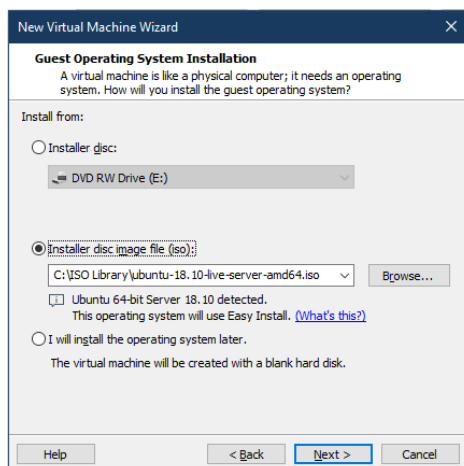 New Virtual Machine Wizard
Guest Operating System Installation
A virtual machine is like a physical computer; it needs an operating
system. How will you install the guest operating system?
Install from:
Installer disc:
DVD RW Drive (E:)
Installer disc image file (iso):
C:\ISO Library\ubuntu-18.10-live-server-amd64.iso
Browse...
Ubuntu 64-bit Server 18.10 detected.
This operating system will use Easy Install. (What's this?)
I will install the operating system later.
The virtual machine will be created with a blank hard disk.
Help
< Back
Next >
Cancel